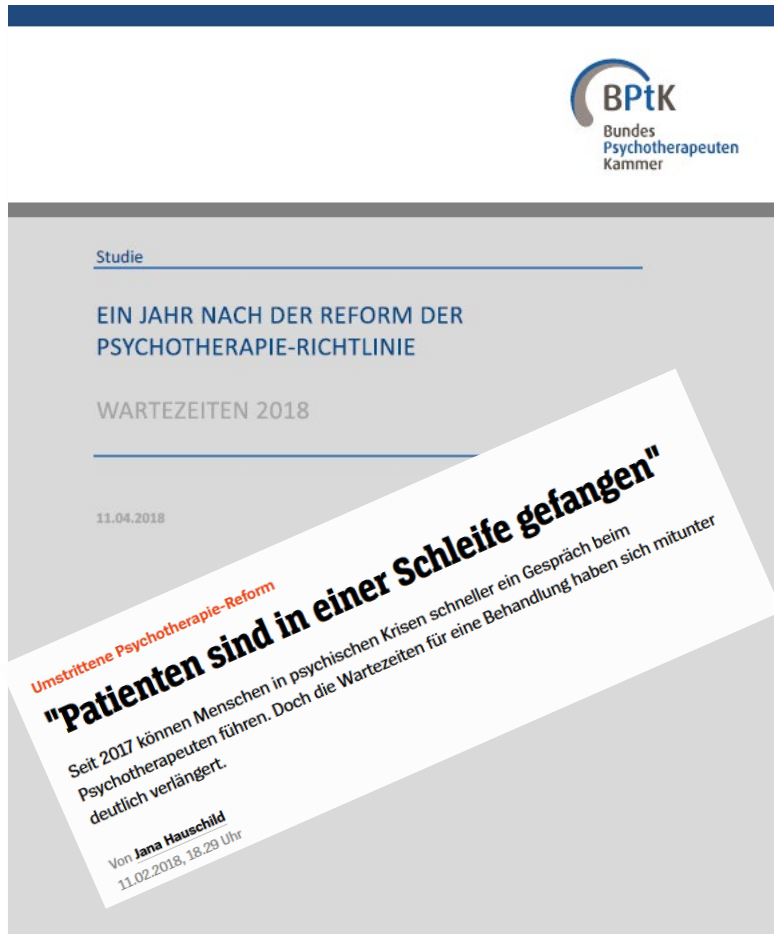 BPtK
Bundes
Psychotherapeuten
Kammer
Studie
EIN JAHR NACH DER REFORM DER
PSYCHOTHERAPIE-RICHTLINIE
WARTEZEITEN 2018
11.04.2018
Umstrittene Psychotherapie-Reform
"Patienten sind in einer Schleife gefangen"
Seit 2017 können Menschen in psychischen Krisen schneller ein Gespräch beim
Psychotherapeuten führen. Doch die Wartezeiten für eine Behandlung haben sich mitunter
deutlich verlängert.
Von Jana Hauschild
11.02.2018, 18.29 Uhr